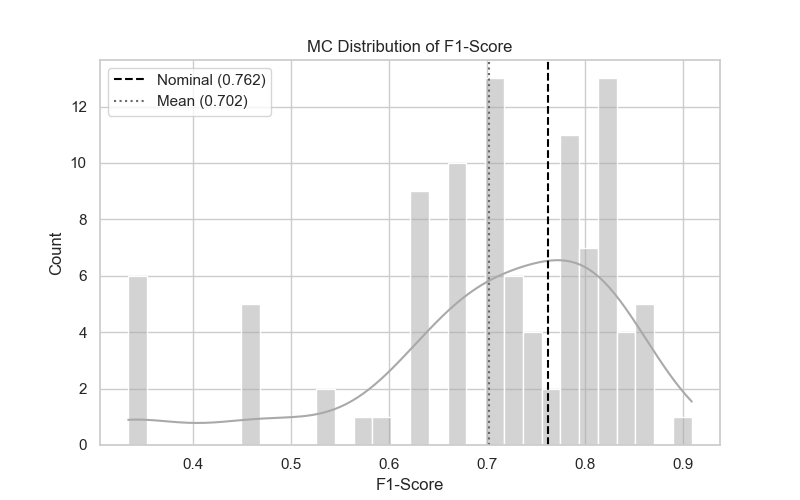 MC Distribution of F1-Score
Nominal (0.762)
Mean (0.702)
12
10
8
6
4
2
0
Count
0.4 0.5 0.6 0.7 0.8 0.9
F1-Score